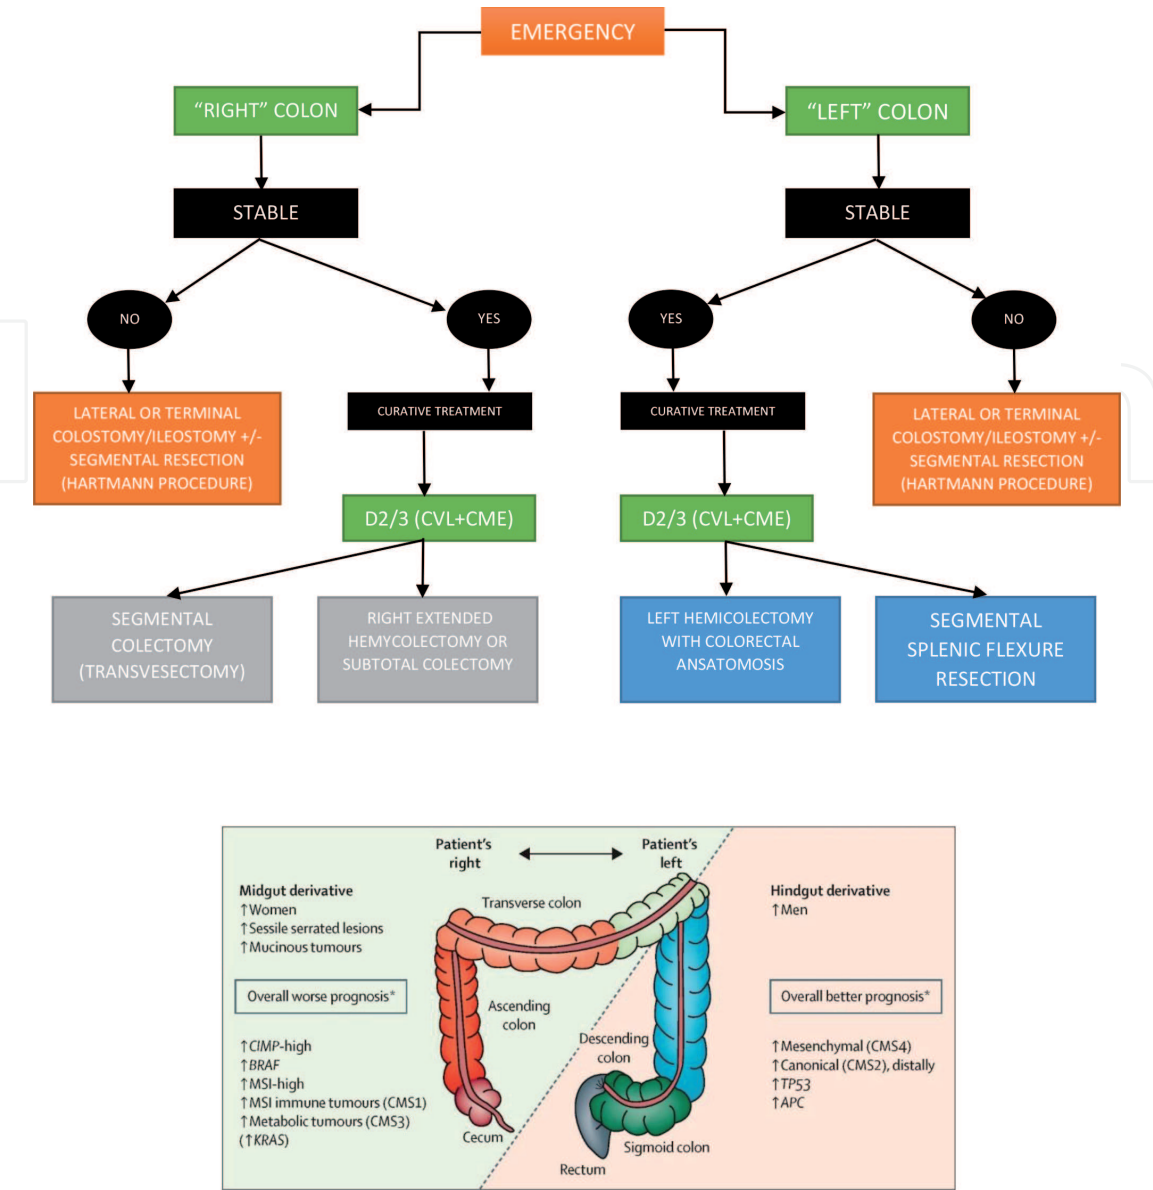 EMERGENCY
“RIGHT” COLON
“LEFT” COLON
STABLE
STABLE
NO
YES
YES
NO
LATERAL OR TERMINAL
COLOSTOMY/ILEOSTOMY +/-
SEGMENTAL RESECTION
(HARTMANN PROCEDURE)
CURATIVE TREATMENT
CURATIVE TREATMENT
LATERAL OR TERMINAL
COLOSTOMY/ILEOSTOMY +/-
SEGMENTAL RESECTION
(HARTMANN PROCEDURE)
D2/3 (CVL+CME)
D2/3 (CVL+CME)
SEGMENTAL
COLECTOMY
(TRANSVESECTOMY)
RIGHT EXTENDED
HEMYCOLECTOMY OR
SUBTOTAL COLECTOMY
LEFT HEMICOLECTOMY
WITH COLORECTAL
ANSATOMOSIS
SEGMENTAL
SPLENIC FLEXURE
RESECTION
Patient's
right
Patient's
left
Midgut derivative
↑Women
↑Sessile serrated lesions
↑Mucinous tumours
Overall worse prognosis*
↑CIMP-high
↑BRAF
↑MSI-high
↑MSI immune tumours (CMS1)
↑Metabolic tumours (CMS3)
(↑KRAS)
Transverse colon
Ascending
colon
Cecum
Descending
colon
Sigmoid colon
Rectum
Hindgut derivative
↑Men
Overall better prognosis*
↑Mesenchymal (CMS4)
↑Canonical (CMS2), distally
↑TP53
↑APC